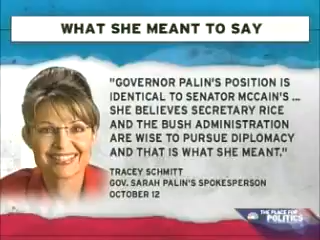 WHAT SHE MEANT TO SAY
"GOVERNOR PALIN'S POSITION IS
IDENTICAL TO SENATOR MCCAIN'S ...
SHE BELIEVES SECRETARY RICE
AND THE BUSH ADMINISTRATION
ARE WISE TO PURSUE DIPLOMACY
AND THAT IS WHAT SHE MEANT."
TRACEY SCHMITT
GOV. SARAH PALIN'S SPOKESPERSON
OCTOBER 12
THE PLACE FOR
POLITICS